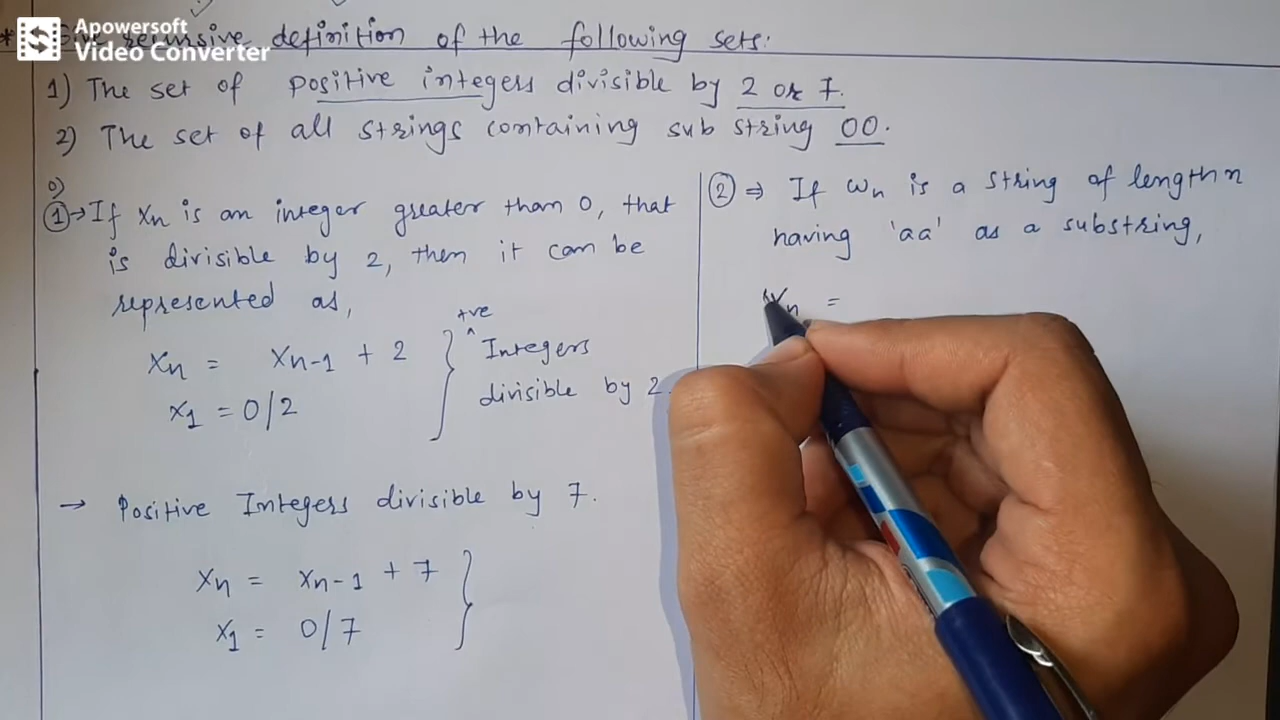 Apowersoft
Video Converter
* Give recursive definition of the following sets:
1) The set of positive integers divisible by 2 or 7.
2) The set of all strings containing sub string 00.
0)
① → If Xn is an integer greater than 0, that
is divisible by 2, then it can be
represented as,
Xn = Xn-1 + 2
X1 = 0/2
+ve
^ Integers
divisible by 2.
→ Positive Integers divisible by 7.
Xn = Xn-1 + 7
X1 = 0/7
② ⇒ If ωn is a string of length n
having 'aa' as a substring,
n =